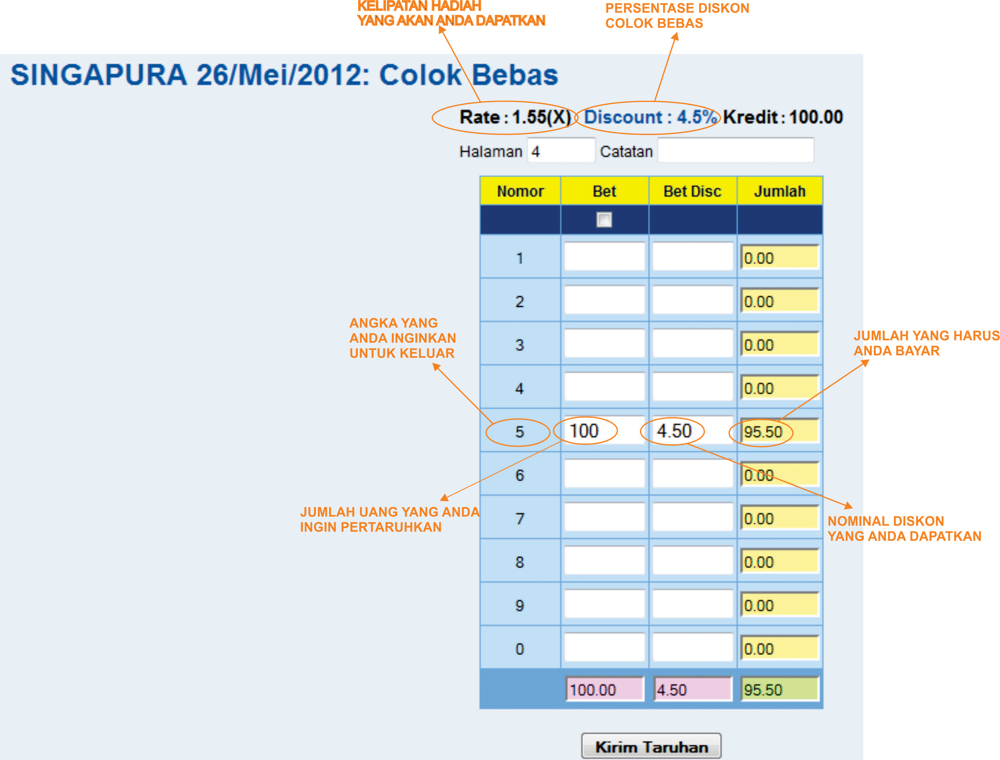 KELIPATAN HADIAH
YANG AKAN ANDA DAPATKAN
PERSENTASE DISKON
COLOK BEBAS
SINGAPURA 26/Mei/2012: Colok Bebas
Rate : 1.55(X) Discount : 4.5% Kredit : 100.00
Halaman 4 Catatan
Nomor Bet Bet Disc Jumlah
1 0.00
2 0.00
3 0.00
4 0.00
5 100 4.50 95.50
6 0.00
7 0.00
8 0.00
9 0.00
0 0.00
100.00 4.50 95.50
ANGKA YANG
ANDA INGINKAN
UNTUK KELUAR
JUMLAH YANG HARUS
ANDA BAYAR
JUMLAH UANG YANG ANDA
INGIN PERTARUHKAN
NOMINAL DISKON
YANG ANDA DAPATKAN
Kirim Taruhan